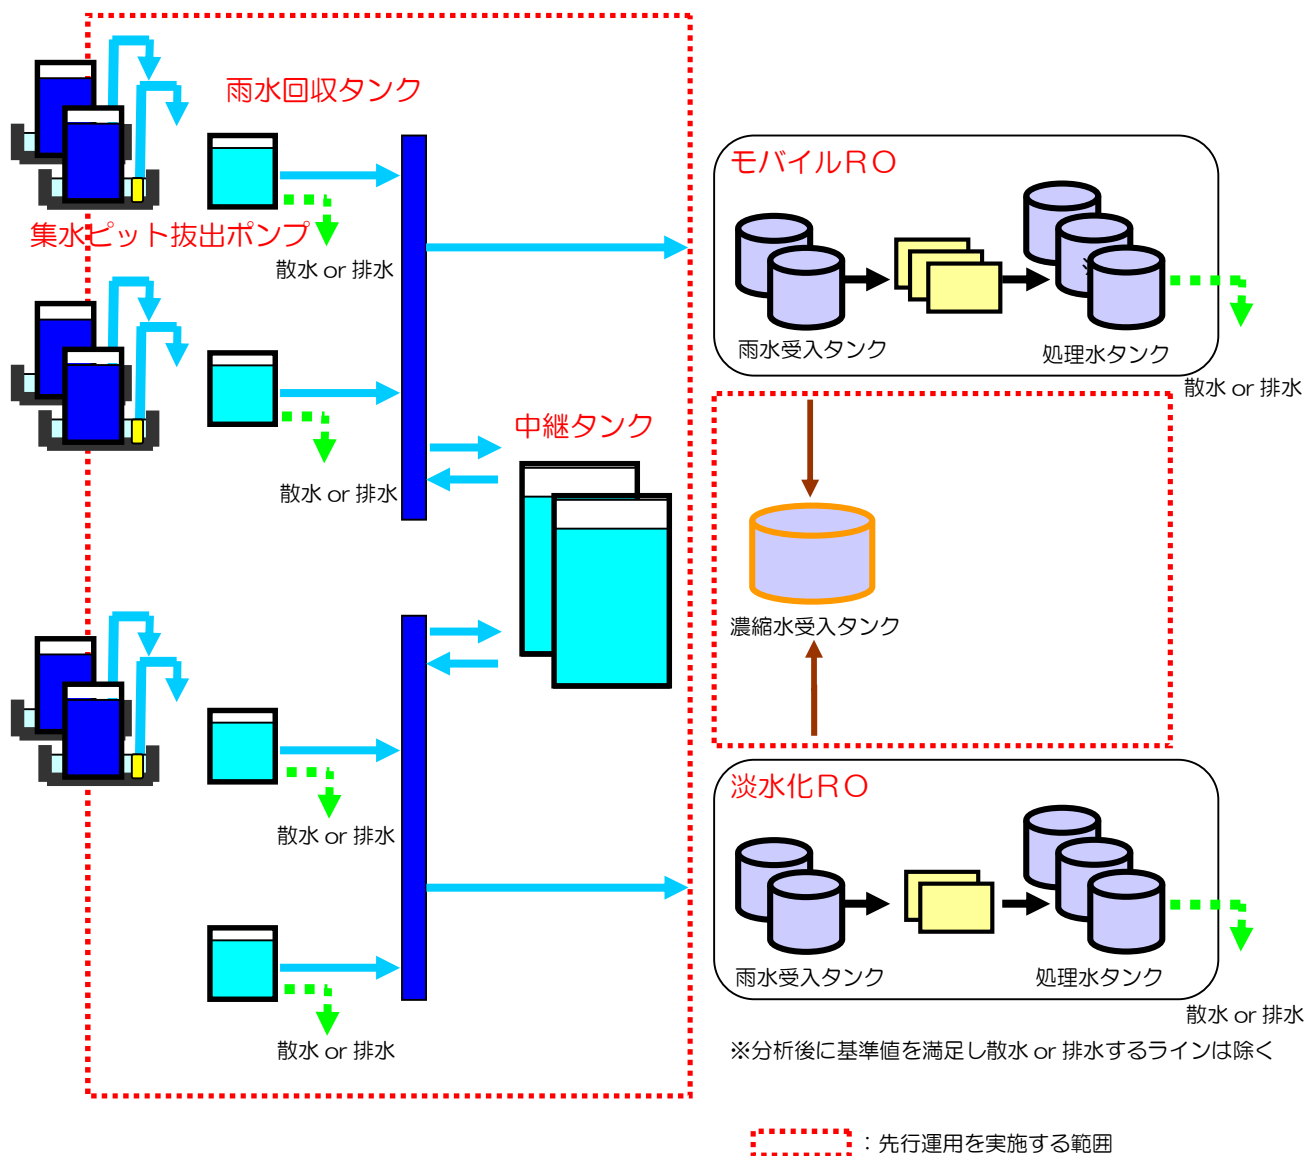 雨水回収タンク
集水ピット抜出ポンプ
散水 or 排水
散水 or 排水
中継タンク
モバイルRO
雨水受入タンク
処理水タンク
散水 or 排水
濃縮水受入タンク
散水 or 排水
散水 or 排水
淡水化RO
雨水受入タンク
処理水タンク
散水 or 排水
※分析後に基準値を満足し散水 or 排水するラインは除く
:先行運用を実施する範囲